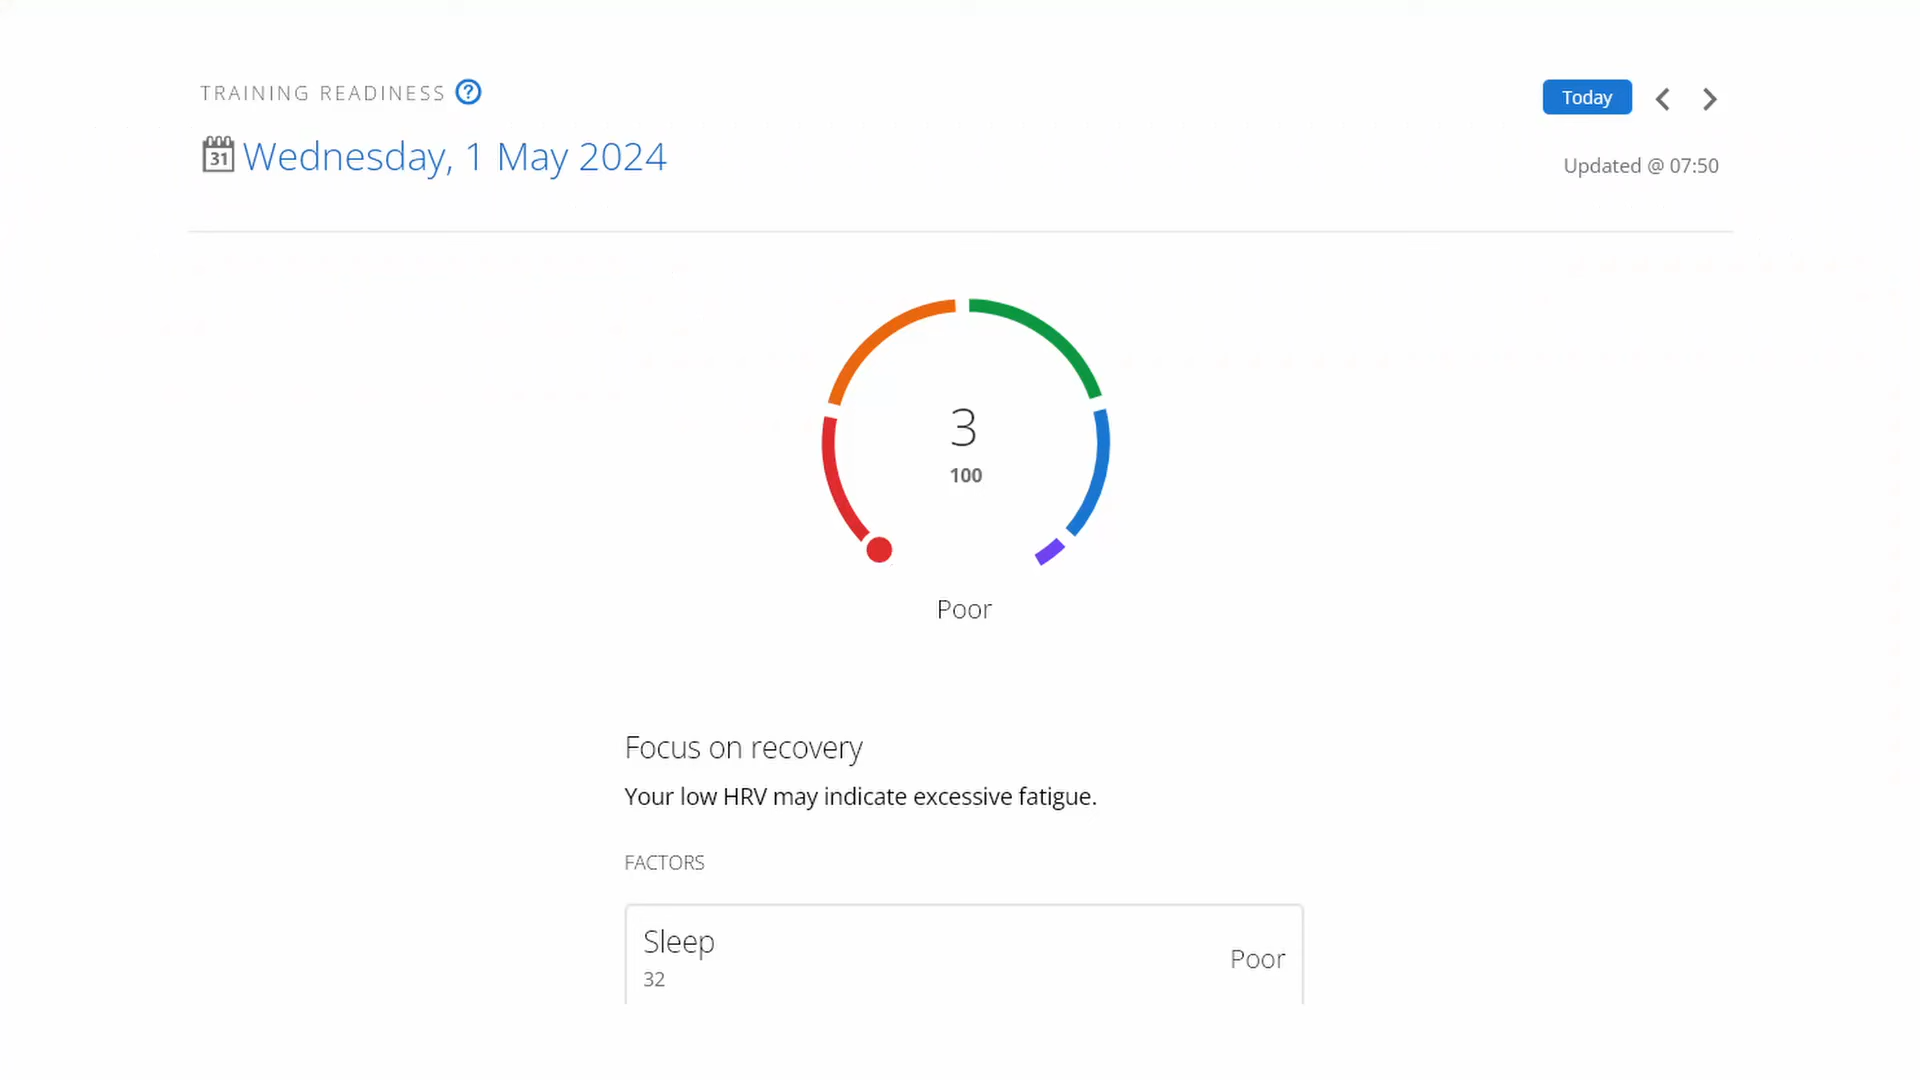 TRAINING READINESS ?
Today
31 Wednesday, 1 May 2024
Updated @ 07:50
3
100
Poor
Focus on recovery
Your low HRV may indicate excessive fatigue.
FACTORS
Sleep
Poor
32